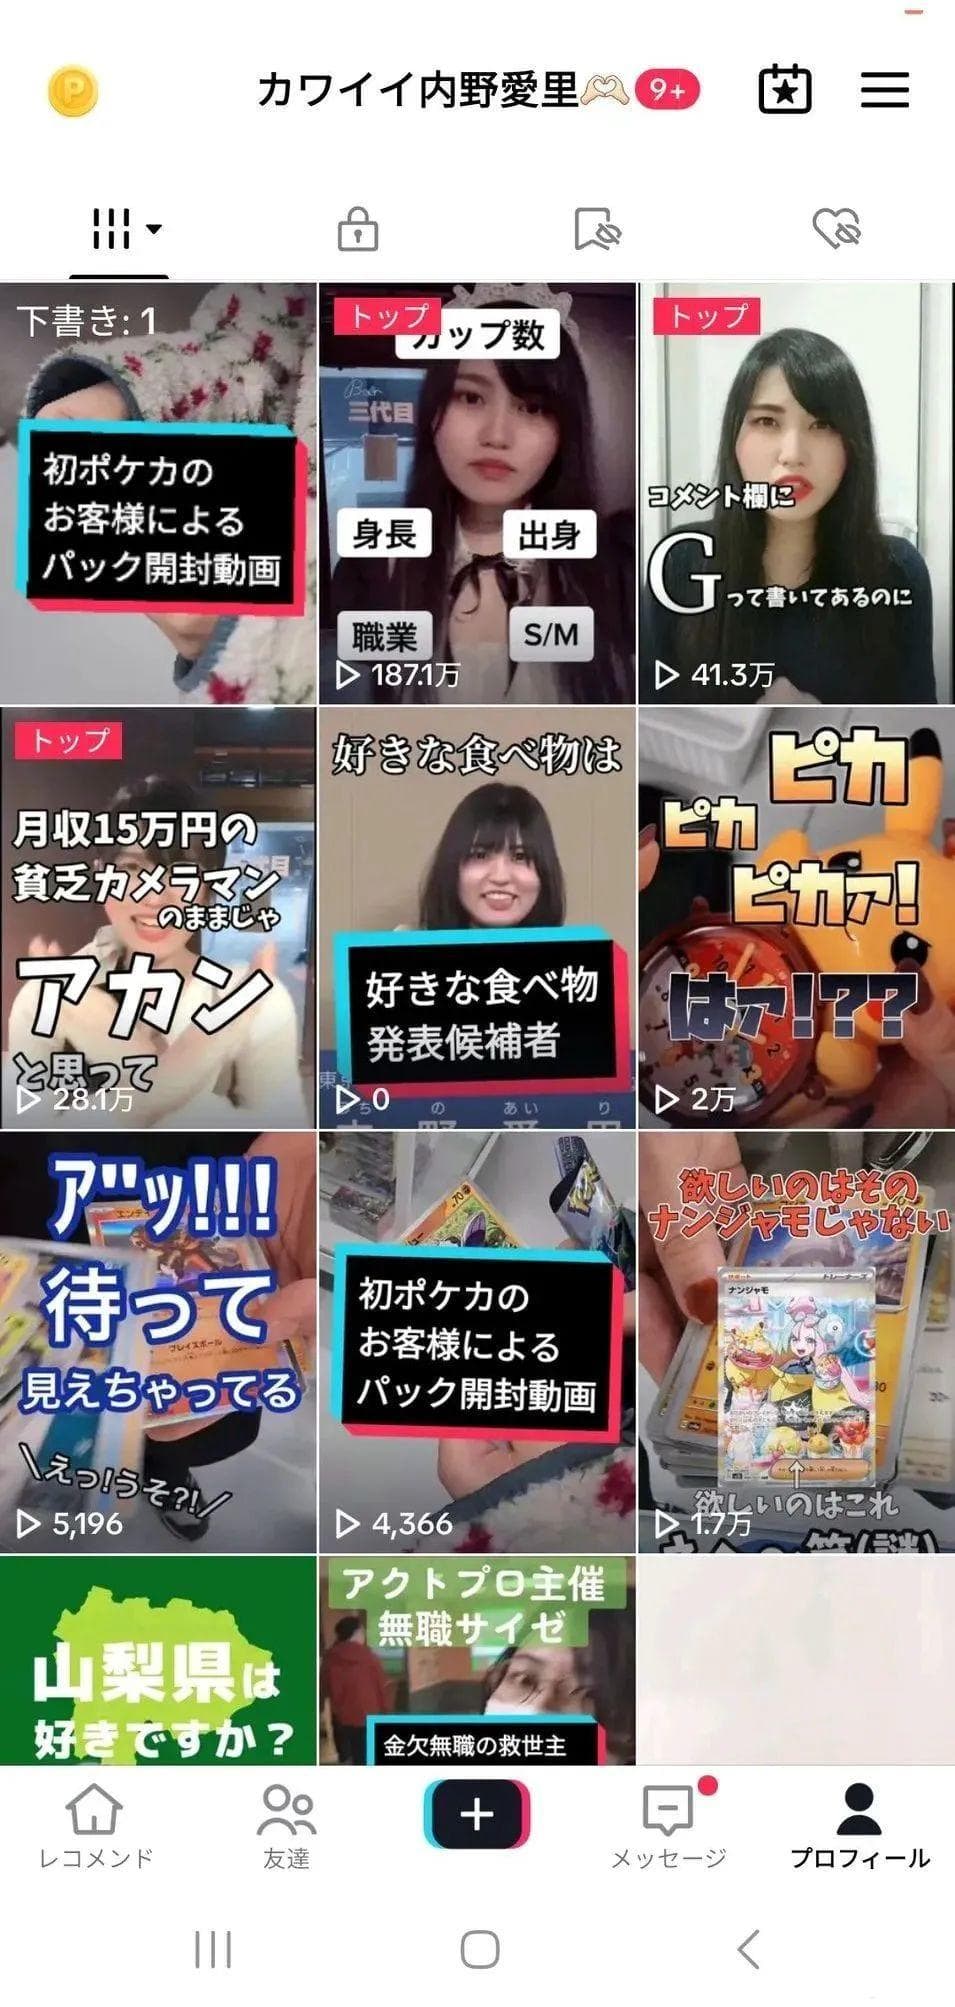 カワイイ内野愛里🫶🏻 9+
下書き: 1
初ポケカの
お客様による
パック開封動画
トップ
カップ数
三代目
身長
出身
職業
S/M
187.1万
トップ
コメント欄に
G
って書いてあるのに
41.3万
トップ
月収15万円の
貧乏カメラマン
のままじゃ
アカン
と思って
28.1万
好きな食べ物は
好きな食べ物
発表候補者
0
ピカ
ピカ
ピカァ!
はァ!??
2万
ア"ッ!!!
待って
見えちゃってる
\えっ!うそ?!/
5,196
初ポケカの
お客様による
パック開封動画
4,366
欲しいのはその
ナンジャモじゃない
サポート
トレーナーズ
ナンジャモ
欲しいのはこれ
1.7万
山梨県は
好きですか？
アクトプロ主催
無職サイゼ
金欠無職の救世主
レコメンド
友達
メッセージ
プロフィール